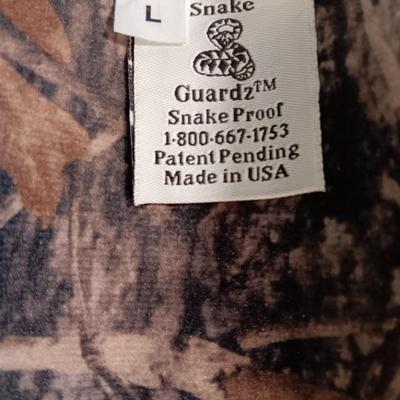 L
Snake
Guardz™
Snake Proof
1-800-667-1753
Patent Pending
Made in USA